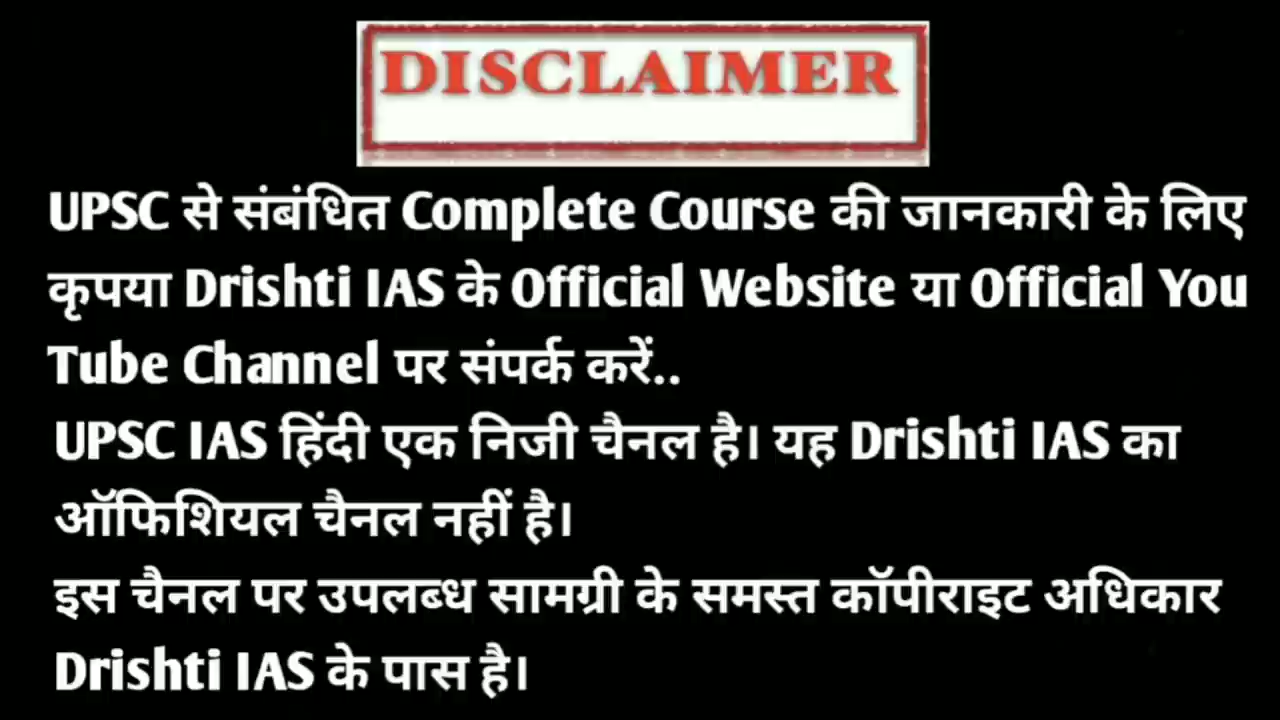 DISCLAIMER
UPSC से संबंधित Complete Course की जानकारी के लिए
कृपया Drishti IAS के Official Website या Official You
Tube Channel पर संपर्क करें..
UPSC IAS हिंदी एक निजी चैनल है। यह Drishti IAS का
ऑफिशियल चैनल नहीं है।
इस चैनल पर उपलब्ध सामग्री के समस्त कॉपीराइट अधिकार
Drishti IAS के पास है।